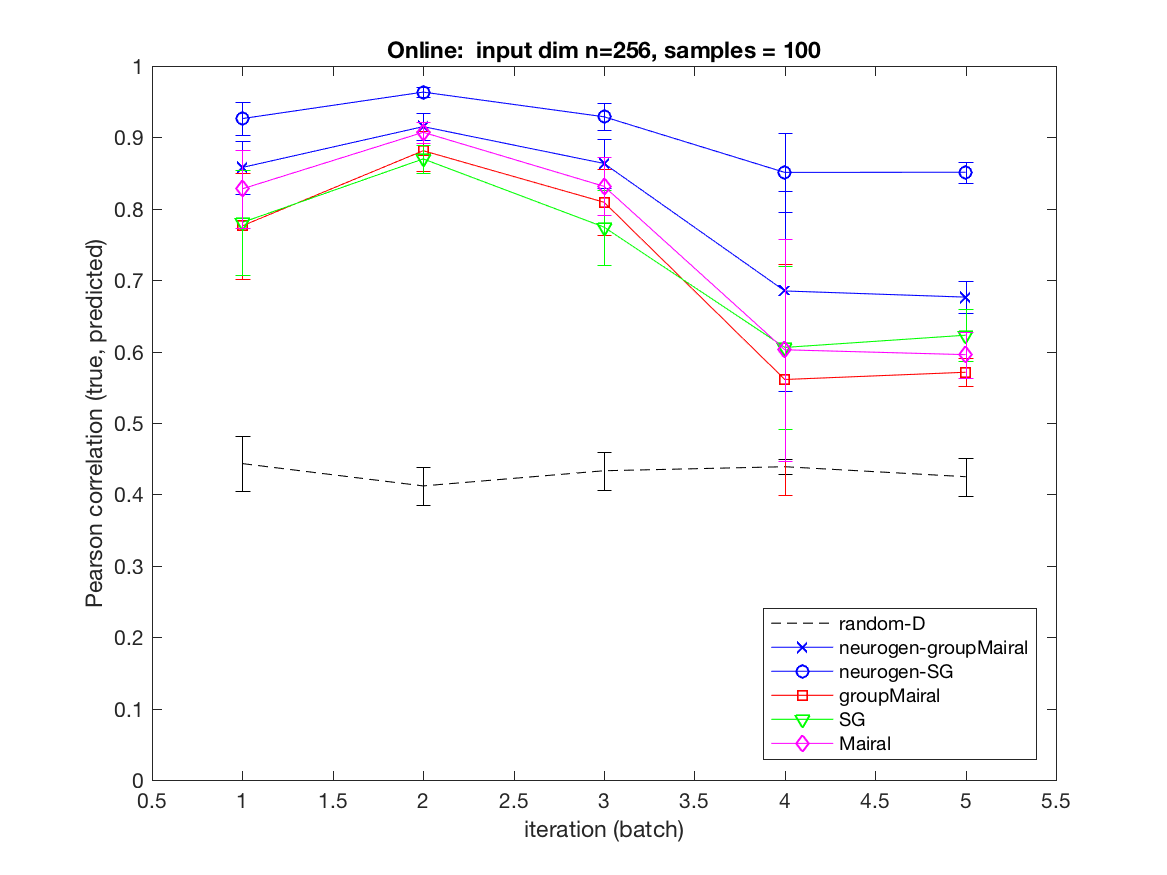 Online:  input dim n=256, samples = 100
Pearson correlation (true, predicted)
1
0.9
0.8
0.7
0.6
0.5
0.4
0.3
0.2
0.1
0
random-D
neurogen-groupMairal
neurogen-SG
groupMairal
SG
Mairal
0.5 1 1.5 2 2.5 3 3.5 4 4.5 5 5.5
iteration (batch)